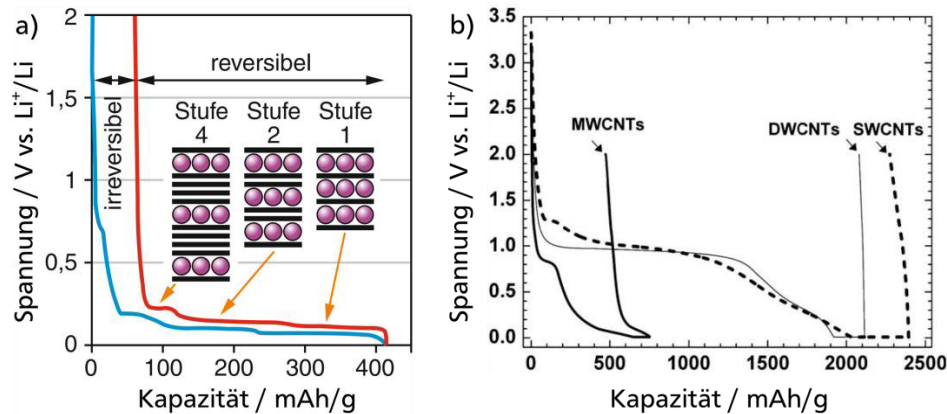 a)
Spannung / V vs. Li⁺/Li
2
1,5
1
0,5
0
irreversibel
reversibel
Stufe
4
Stufe
2
Stufe
1
0 100 200 300 400
Kapazität / mAh/g
b)
Spannung / V vs. Li⁺/Li
3.5
3.0
2.5
2.0
1.5
1.0
0.5
0.0
MWCNTs
DWCNTs
SWCNTs
0 500 1000 1500 2000 2500
Kapazität / mAh/g